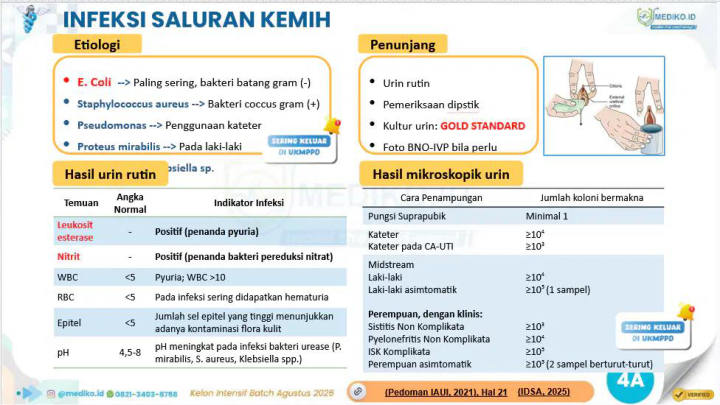 INFEKSI SALURAN KEMIH
MEDIKO.ID
Etiologi
E. Coli --> Paling sering, bakteri batang gram (-)
Staphylococcus aureus --> Bakteri coccus gram (+)
Pseudomonas --> Penggunaan kateter
Proteus mirabilis --> Pada laki-laki
bsiella sp.
SERING KELUAR
DI UKMPPD
Penunjang
Urin rutin
Pemeriksaan dipstik
Kultur urin: GOLD STANDARD
Foto BNO-IVP bila perlu
Hasil urin rutin
Temuan Angka Normal Indikator Infeksi
Leukosit esterase - Positif (penanda pyuria)
Nitrit - Positif (penanda bakteri pereduksi nitrat)
WBC <5 Pyuria; WBC >10
RBC <5 Pada infeksi sering didapatkan hematuria
Epitel <5 Jumlah sel epitel yang tinggi menunjukkan
adanya kontaminasi flora kulit
pH 4,5-8 pH meningkat pada infeksi bakteri urease (P.
mirabilis, S. aureus, Klebsiella spp.)
Hasil mikroskopik urin
Cara Penampungan Jumlah koloni bermakna
Pungsi Suprapubik Minimal 1
Kateter ≥10⁴
Kateter pada CA-UTI ≥10³
Midstream
Laki-laki ≥10⁴
Laki-laki asimtomatik ≥10⁵ (1 sampel)
Perempuan, dengan klinis:
Sistitis Non Komplikata ≥10³
Pyelonefritis Non Komplikata ≥10⁴
ISK Komplikata ≥10⁵
Perempuan asimtomatik ≥10⁵ (2 sampel berturut-turut)
SERING KELUAR
DI UKMPPD
4A
@mediko.id 0821-3403-6768 Kelon Intensif Batch Agustus 2026
(Pedoman IAUI, 2021), Hal 21 (IDSA, 2025)
VERIFIED